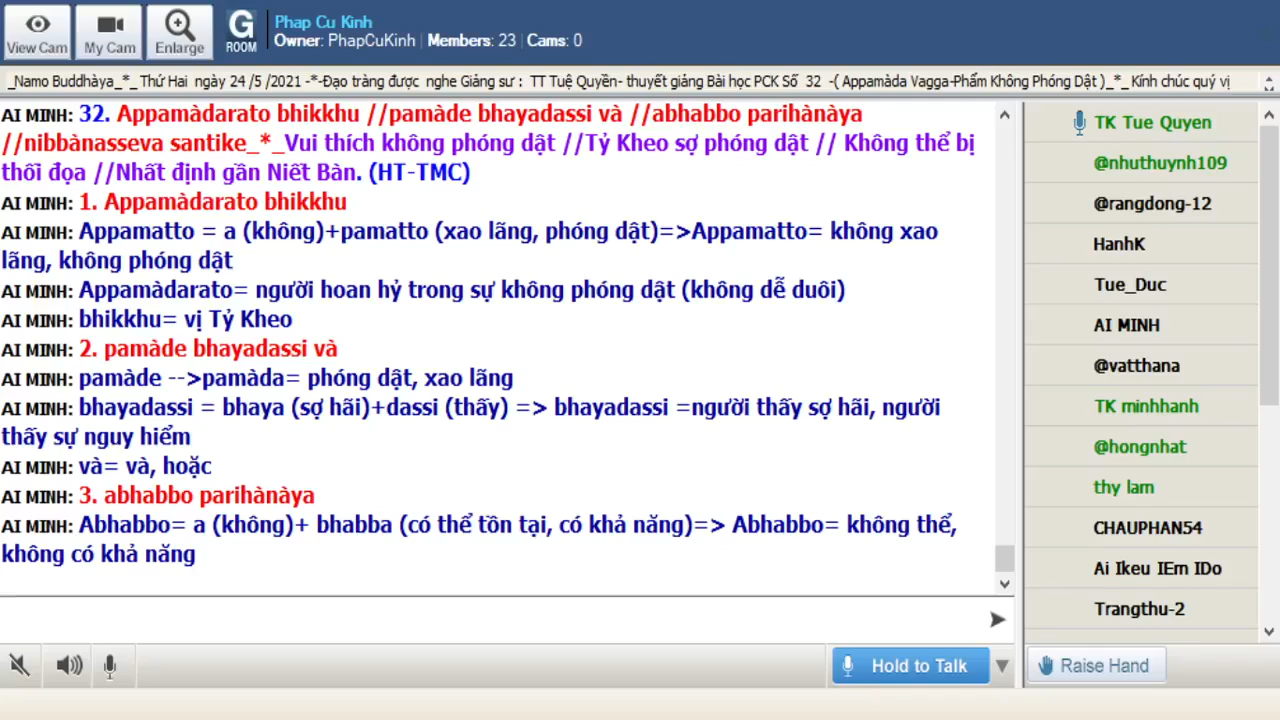 View Cam
My Cam
Enlarge
G
ROOM
Phap Cu Kinh
Owner: PhapCuKinh | Members: 23 | Cams: 0
_Namo Buddhàya_*_ Thứ Hai ngày 24 /5 /2021 -*-Đạo tràng được nghe Giảng sư : TT Tuệ Quyền- thuyết giảng Bài học PCK Số 32 -( Appamàda Vagga-Phẩm Không Phóng Dật )_*_ Kính chúc quý vị
AI MINH: 32. Appamàdarato bhikkhu //pamàde bhayadassi và //abhabbo parihànàya
//nibbànasseva santike_*_Vui thích không phóng dật //Tỷ Kheo sợ phóng dật // Không thể bị
thối đọa //Nhất định gần Niết Bàn. (HT-TMC)
AI MINH: 1. Appamàdarato bhikkhu
AI MINH: Appamatto = a (không)+pamatto (xao lãng, phóng dật)=>Appamatto= không xao
lãng, không phóng dật
AI MINH: Appamàdarato= người hoan hỷ trong sự không phóng dật (không dễ duôi)
AI MINH: bhikkhu= vị Tỷ Kheo
AI MINH: 2. pamàde bhayadassi và
AI MINH: pamàde -->pamàda= phóng dật, xao lãng
AI MINH: bhayadassi = bhaya (sợ hãi)+dassi (thấy) => bhayadassi =người thấy sợ hãi, người
thấy sự nguy hiểm
AI MINH: và= và, hoặc
AI MINH: 3. abhabbo parihànàya
AI MINH: Abhabbo= a (không)+ bhabba (có thể tồn tại, có khả năng)=> Abhabbo= không thể,
không có khả năng
TK Tue Quyen
@nhuthuynh109
@rangdong-12
HanhK
Tue_Duc
AI MINH
@vatthana
TK minhhanh
@hongnhat
thy lam
CHAUPHAN54
Ai Ikeu IEm IDo
Trangthu-2
Hold to Talk
Raise Hand